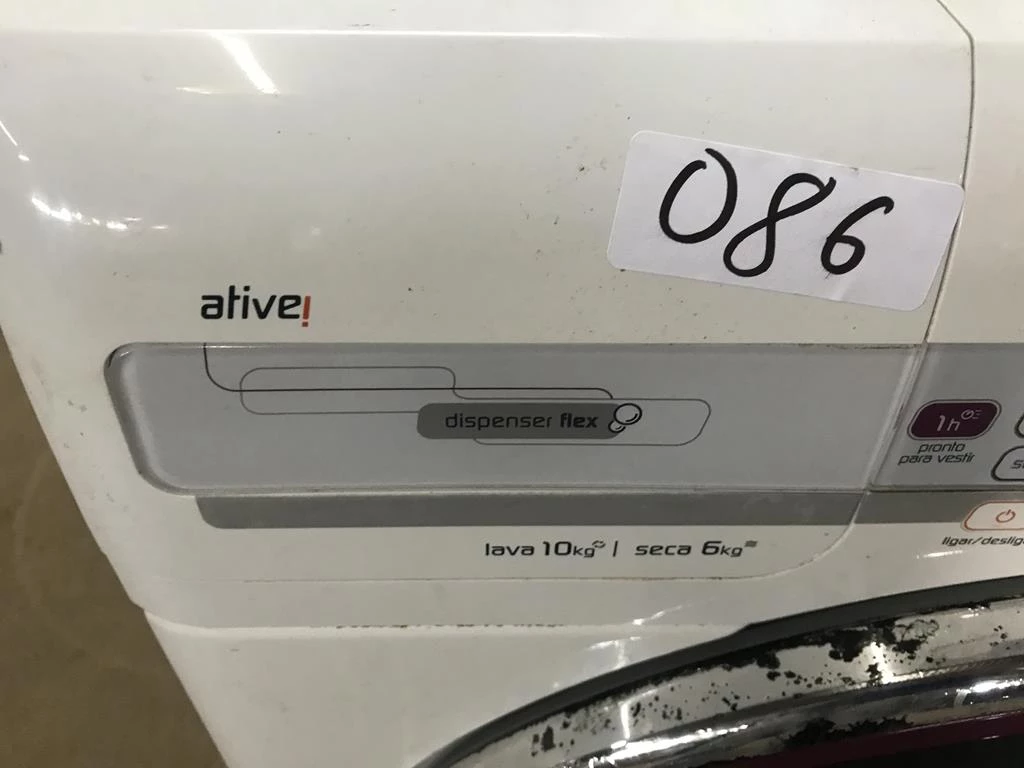 086
ative!
dispenser flex
1h
pronto
para vestir
lava 10kg | seca 6kg